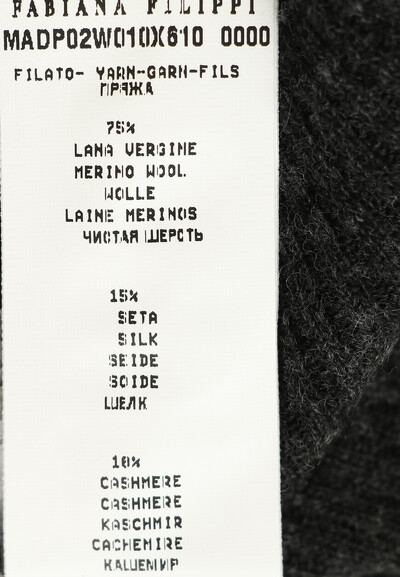 FABIANA FILIPPI
MADP02W010X610 0000
FILATO- YARN-GARN-FILS
ПРЯЖА
75%
LANA VERGINE
MERINO WOOL
WOLLE
LAINE MERINOS
ЧИСТАЯ ШЕРСТЬ
15%
SETA
SILK
SEIDE
SOIDE
ШЕЛК
10%
CASHMERE
CASHMERE
KASCHMIR
CACHEMIRE
КАШЕМИР